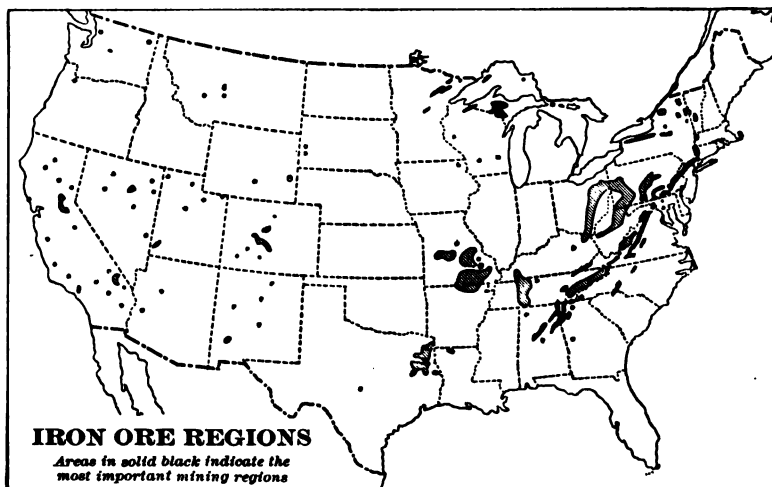 IRON ORE REGIONS
Areas in solid black indicate the
most important mining regions